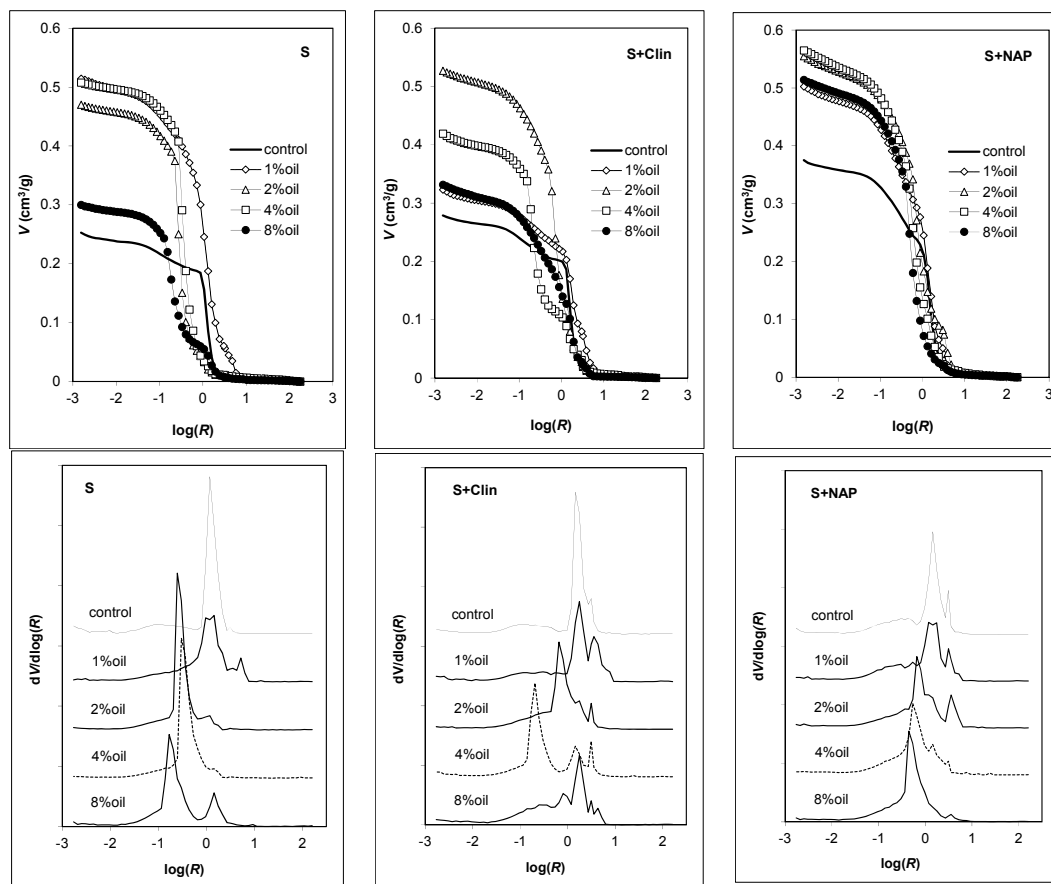 S
0.6
0.5
0.4
0.3
0.2
0.1
0
V (cm³/g)
control
1%oil
2%oil
4%oil
8%oil
-3 -2 -1 0 1 2 3
log(R)
S+Clin
0.6
0.5
0.4
0.3
0.2
0.1
0
V (cm³/g)
control
1%oil
2%oil
4%oil
8%oil
-3 -2 -1 0 1 2 3
log(R)
S+NAP
0.6
0.5
0.4
0.3
0.2
0.1
0
V (cm³/g)
control
1%oil
2%oil
4%oil
8%oil
-3 -2 -1 0 1 2 3
log(R)
S
dV/dlog(R)
control
1%oil
2%oil
4%oil
8%oil
-3 -2 -1 0 1 2 3
log(R)
S+Clin
dV/dlog(R)
control
1%oil
2%oil
4%oil
8%oil
-3 -2 -1 0 1 2 3
log(R)
S+NAP
dV/dlog(R)
control
1%oil
2%oil
4%oil
8%oil
-3 -2 -1 0 1 2
log(R)